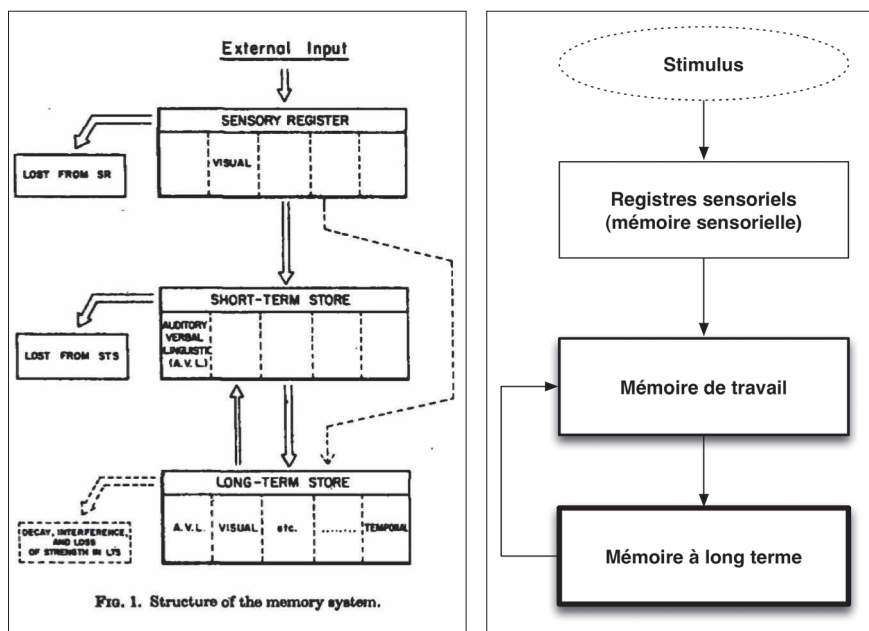 External Input
SENSORY REGISTER
VISUAL
LOST FROM SR
SHORT-TERM STORE
AUDITORY
VERBAL
LINGUISTIC
(A.V.L.)
LOST FROM STS
LONG-TERM STORE
A.V.L.
VISUAL
etc.
........
TEMPORAL
DECAY, INTERFERENCE,
AND LOSS
OF STRENGTH IN LTS
FIG. 1. Structure of the memory system.
Stimulus
Registres sensoriels
(mémoire sensorielle)
Mémoire de travail
Mémoire à long terme